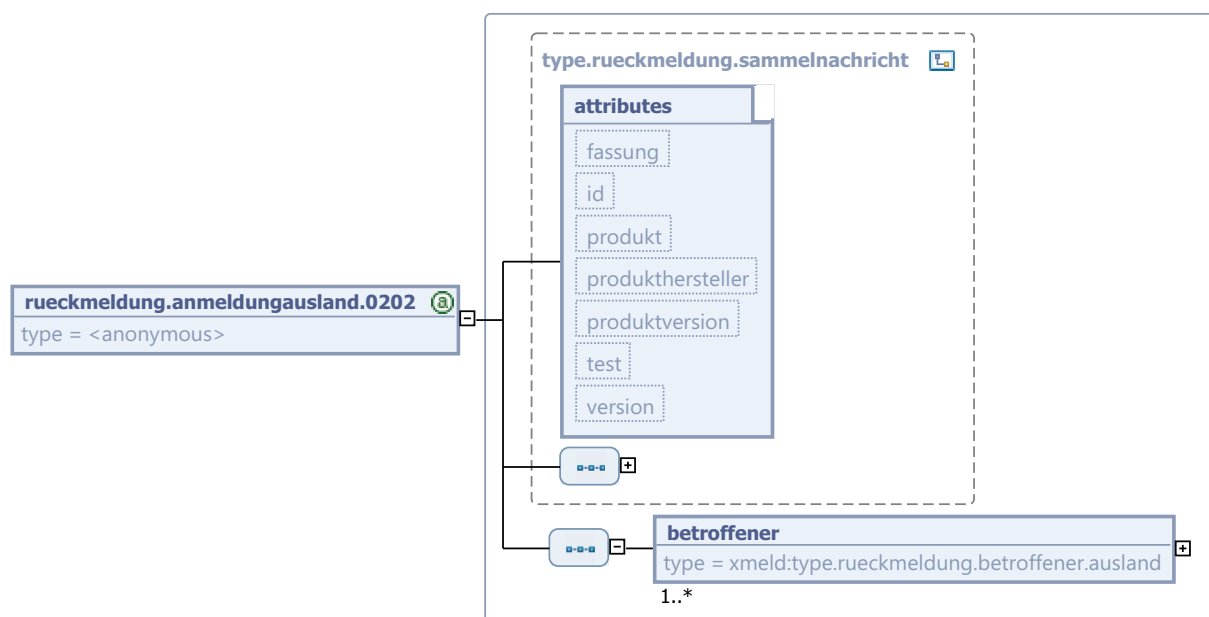 type.rueckmeldung.sammelnachricht
attributes
fassung
id
produkt
produkthersteller
produktversion
test
version
rueckmeldung.anmeldungausland.0202 a
type = <anonymous>
betroffener
type = xmeld:type.rueckmeldung.betroffener.ausland
1..*